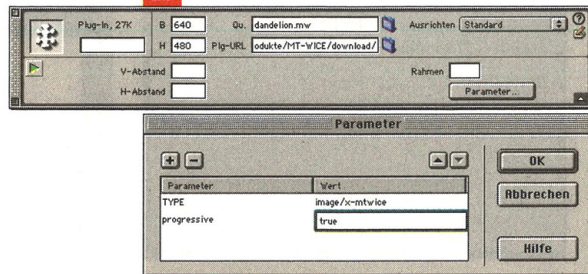 Plug-In, 27K B 640 Qu. dandelion.mw Ausrichten Standard
H 480 Plg-URL odukte/MT-WICE/download/
V-Abstand Rahmen
H-Abstand Parameter...
Parameter
OK
Parameter Wert
TYPE image/x-mtwice
progressive true
Abbrechen
Hilfe